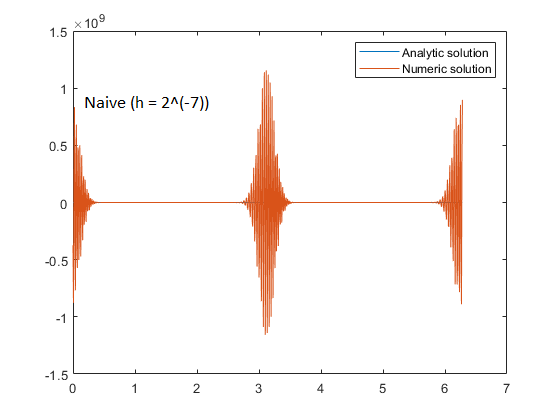 ×10^9
1.5
1
0.5
0
-0.5
-1
-1.5
Naive (h = 2^(-7))
Analytic solution
Numeric solution
0 1 2 3 4 5 6 7